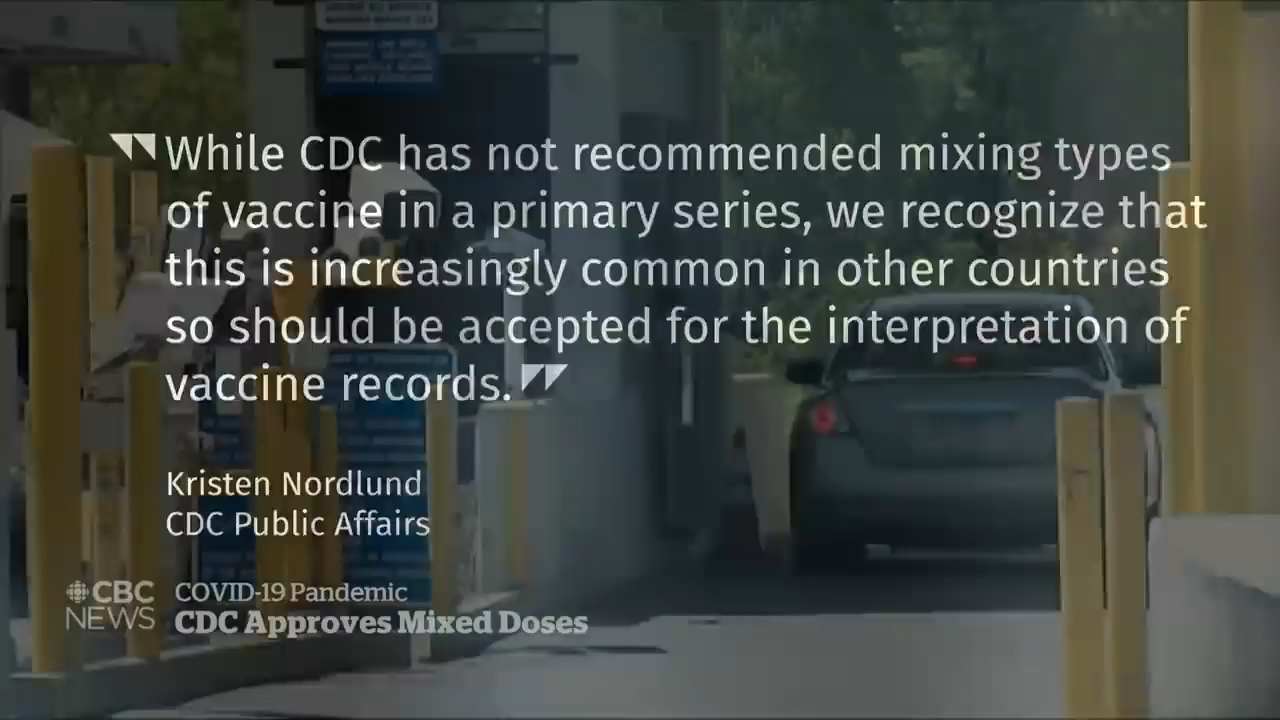 While CDC has not recommended mixing types
of vaccine in a primary series, we recognize that
this is increasingly common in other countries
so should be accepted for the interpretation of
vaccine records.
Kristen Nordlund
CDC Public Affairs
CBC
NEWS
COVID-19 Pandemic
CDC Approves Mixed Doses